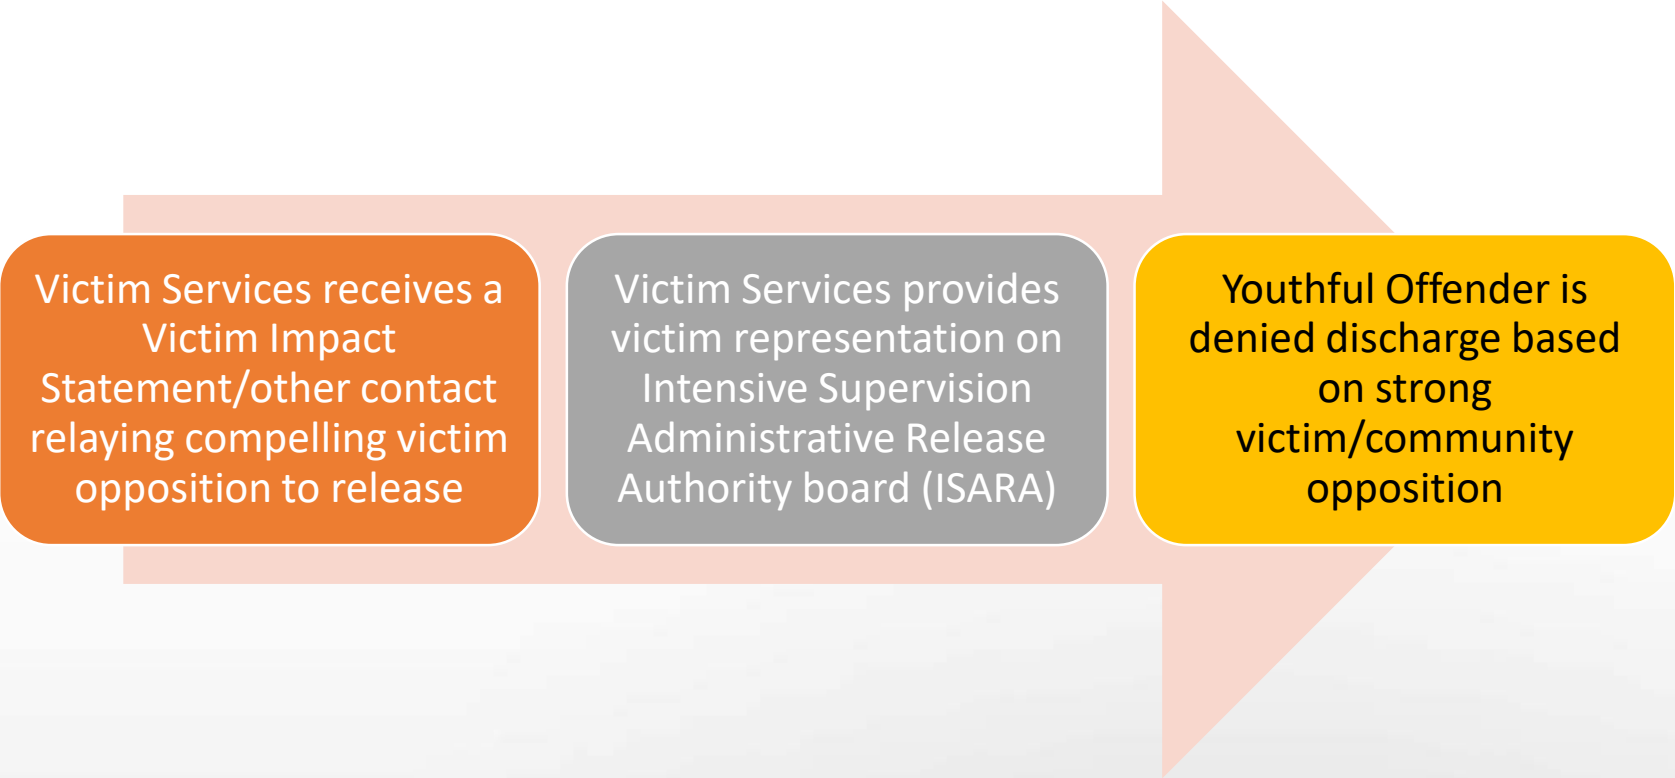 Victim Services receives a
Victim Impact
Statement/other contact
relaying compelling victim
opposition to release
Victim Services provides
victim representation on
Intensive Supervision
Administrative Release
Authority board (ISARA)
Youthful Offender is
denied discharge based
on strong
victim/community
opposition